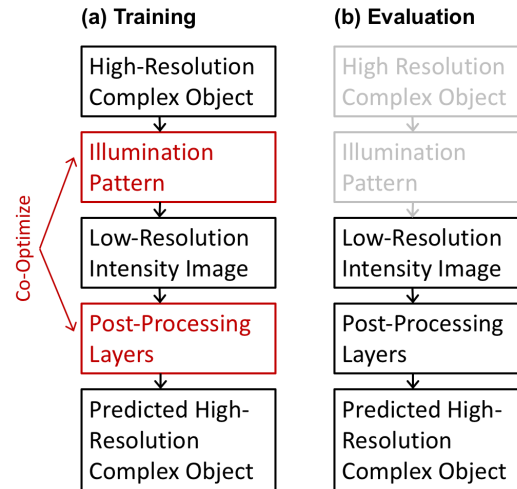 (a) Training
High-Resolution
Complex Object
Illumination
Pattern
Low-Resolution
Intensity Image
Post-Processing
Layers
Predicted High-
Resolution
Complex Object
Co-Optimize
(b) Evaluation
High Resolution
Complex Object
Illumination
Pattern
Low-Resolution
Intensity Image
Post-Processing
Layers
Predicted High-
Resolution
Complex Object